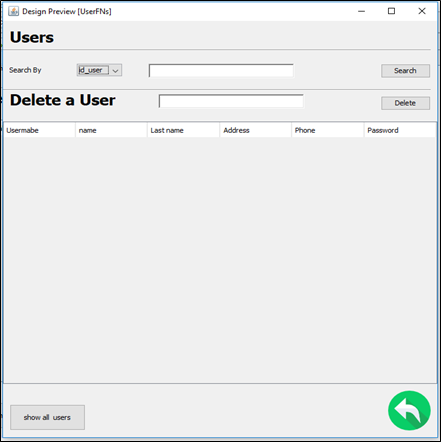 Design Preview [UserFNs]
Users
Search By id_user Search
Delete a User Delete
Usermabe name Last name Address Phone Password
show all users